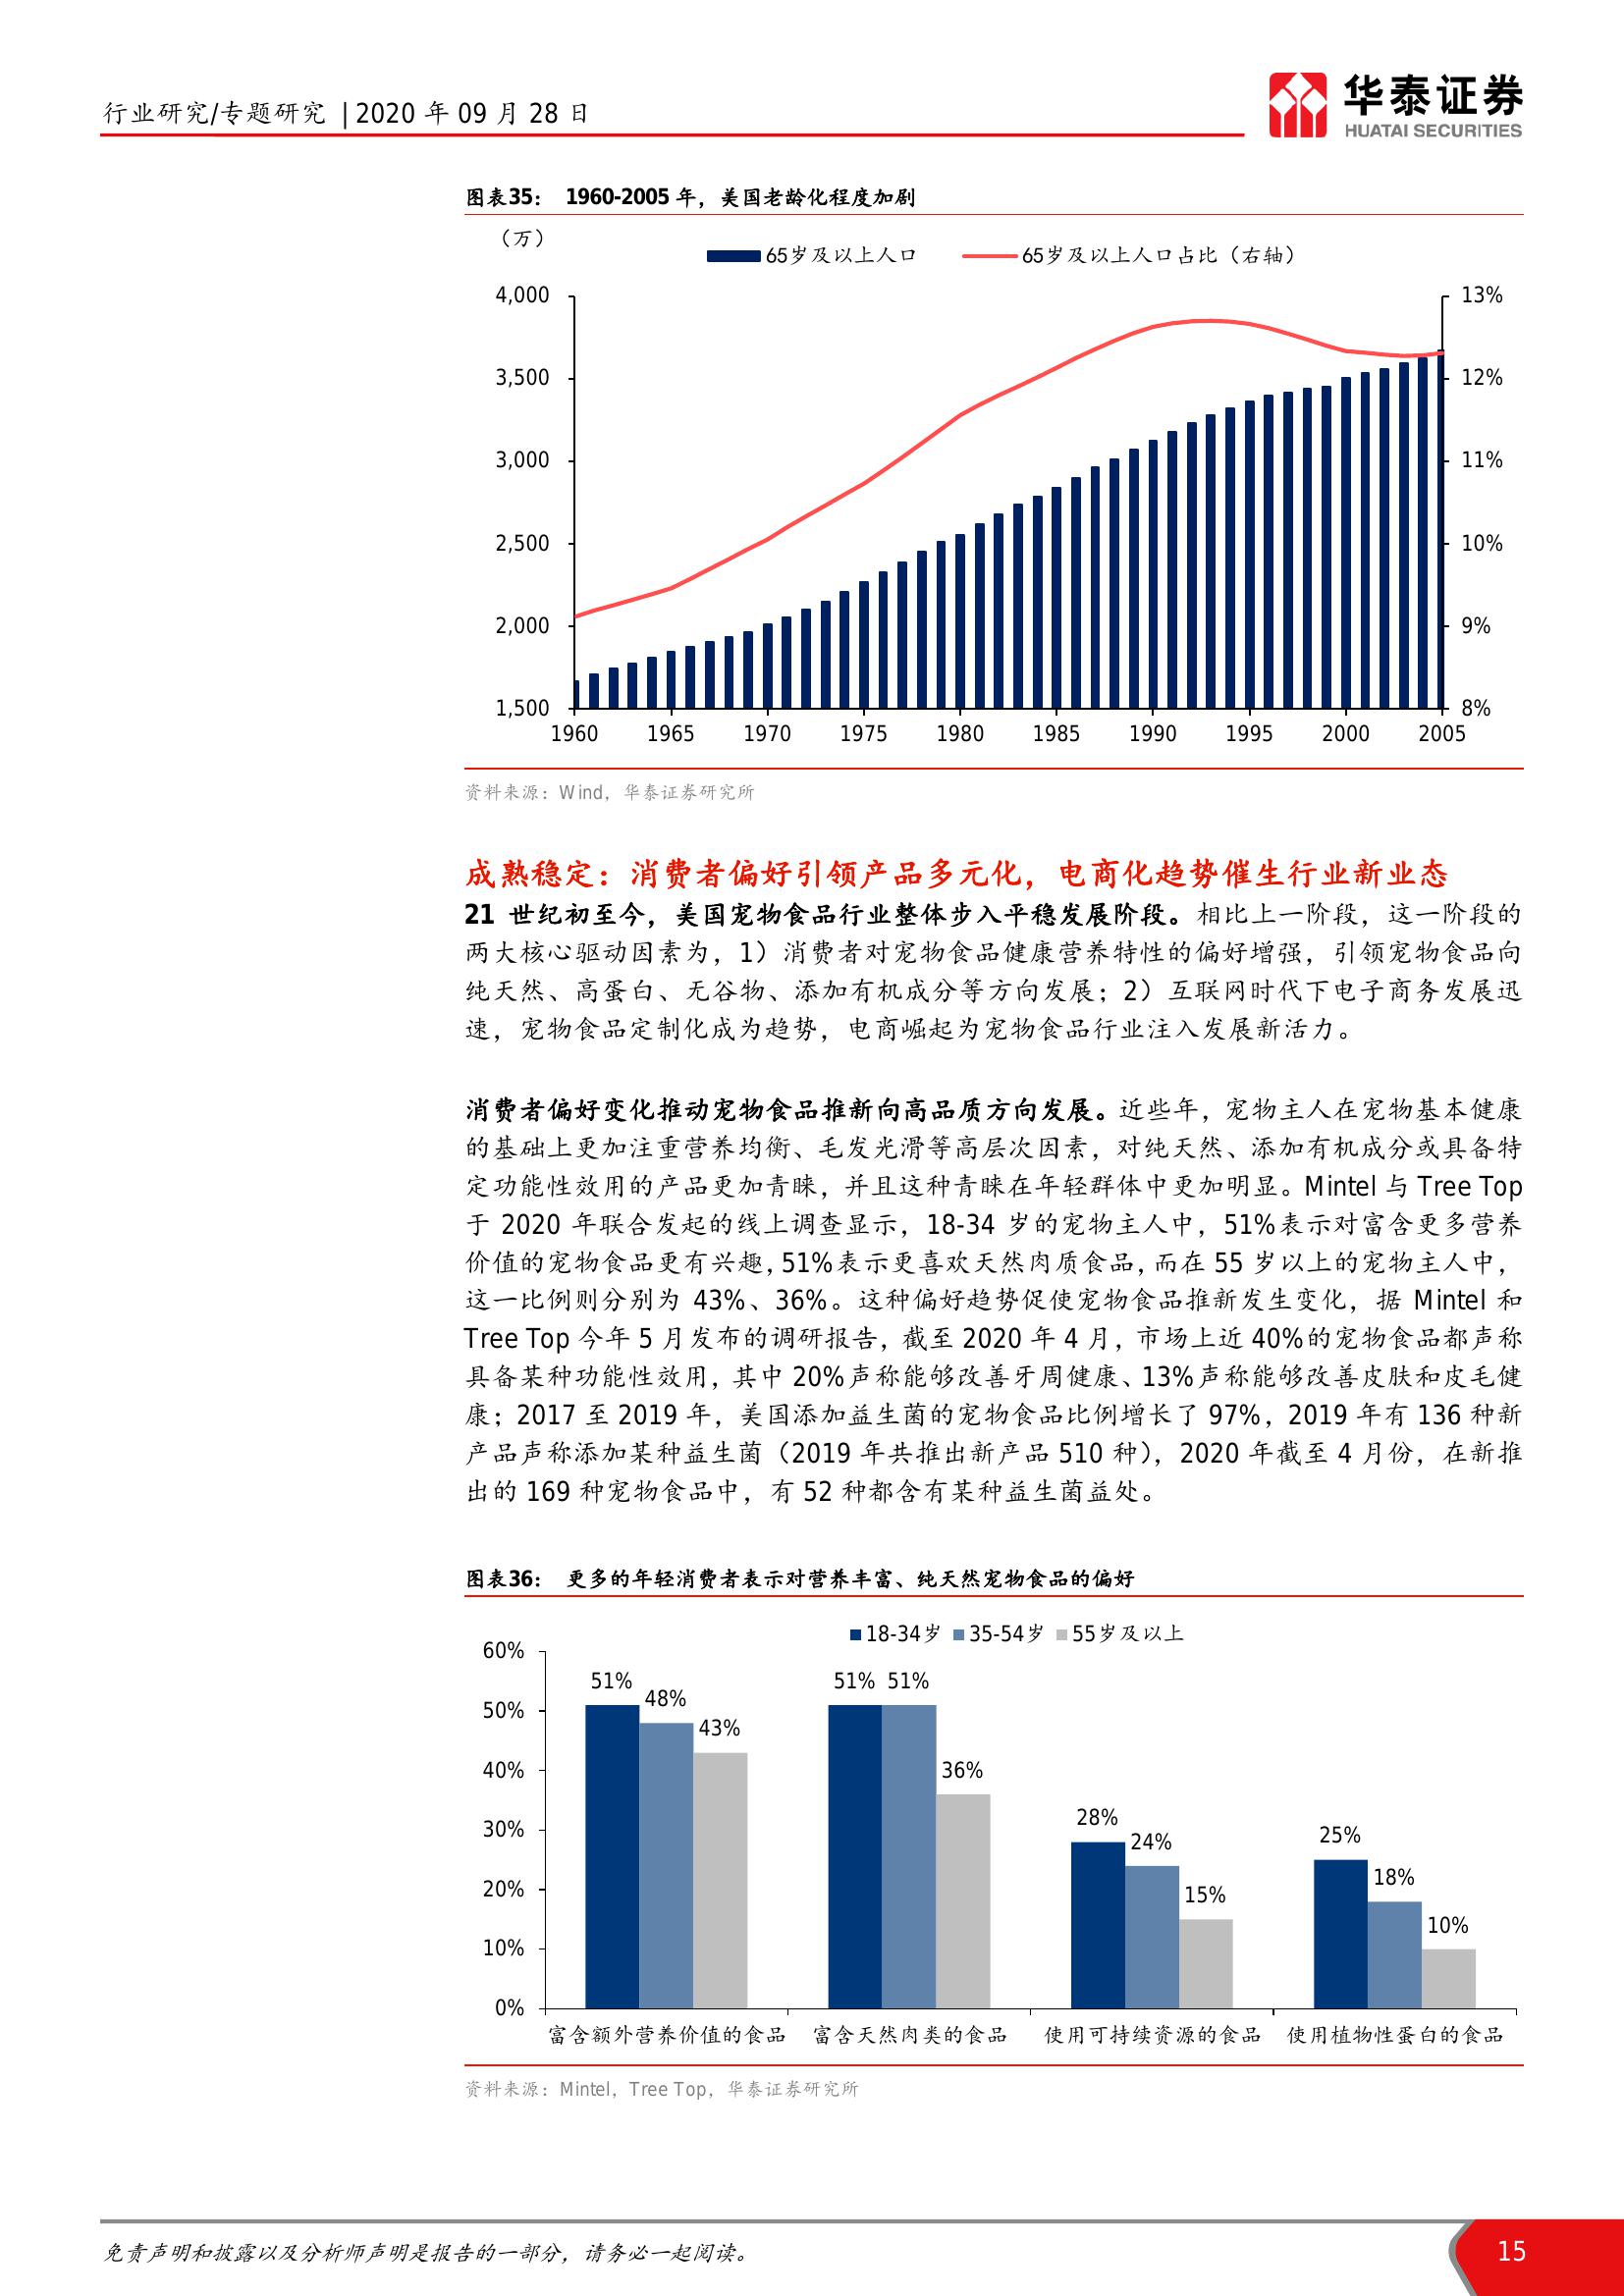 行业研究/专题研究 | 2020 年 09 月 28 日
华泰证券
HUATAI SECURITIES
图表35： 1960-2005 年，美国老龄化程度加剧
（万）
65岁及以上人口 65岁及以上人口占比（右轴）
4,000 13%
3,500 12%
3,000 11%
2,500 10%
2,000 9%
1,500 8%
1960 1965 1970 1975 1980 1985 1990 1995 2000 2005
资料来源：Wind，华泰证券研究所
成熟稳定：消费者偏好引领产品多元化，电商化趋势催生行业新业态
21 世纪初至今，美国宠物食品行业整体步入平稳发展阶段。相比上一阶段，这一阶段的
两大核心驱动因素为，1）消费者对宠物食品健康营养特性的偏好增强，引领宠物食品向
纯天然、高蛋白、无谷物、添加有机成分等方向发展；2）互联网时代下电子商务发展迅
速，宠物食品定制化成为趋势，电商崛起为宠物食品行业注入发展新活力。
消费者偏好变化推动宠物食品推新向高品质方向发展。近些年，宠物主人在宠物基本健康
的基础上更加注重营养均衡、毛发光滑等高层次因素，对纯天然、添加有机成分或具备特
定功能性效用的产品更加青睐，并且这种青睐在年轻群体中更加明显。Mintel 与 Tree Top
于 2020 年联合发起的线上调查显示，18-34 岁的宠物主人中，51%表示对富含更多营养
价值的宠物食品更有兴趣，51%表示更喜欢天然肉质食品，而在 55 岁以上的宠物主人中，
这一比例则分别为 43%、36%。这种偏好趋势促使宠物食品推新发生变化，据 Mintel 和
Tree Top 今年 5 月发布的调研报告，截至 2020 年 4 月，市场上近 40%的宠物食品都声称
具备某种功能性效用，其中 20%声称能够改善牙周健康、13%声称能够改善皮肤和皮毛健
康；2017 至 2019 年，美国添加益生菌的宠物食品比例增长了 97%，2019 年有 136 种新
产品声称添加某种益生菌（2019 年共推出新产品 510 种），2020 年截至 4 月份，在新推
出的 169 种宠物食品中，有 52 种都含有某种益生菌益处。
图表36： 更多的年轻消费者表示对营养丰富、纯天然宠物食品的偏好
18-34岁 35-54岁 55岁及以上
60%
50%
40%
30%
20%
10%
0%
51% 48% 43%
51% 51% 36%
28% 24% 15%
25% 18% 10%
富含额外营养价值的食品 富含天然肉类的食品 使用可持续资源的食品 使用植物性蛋白的食品
资料来源：Mintel，Tree Top，华泰证券研究所
免责声明和披露以及分析师声明是报告的一部分，请务必一起阅读。
15